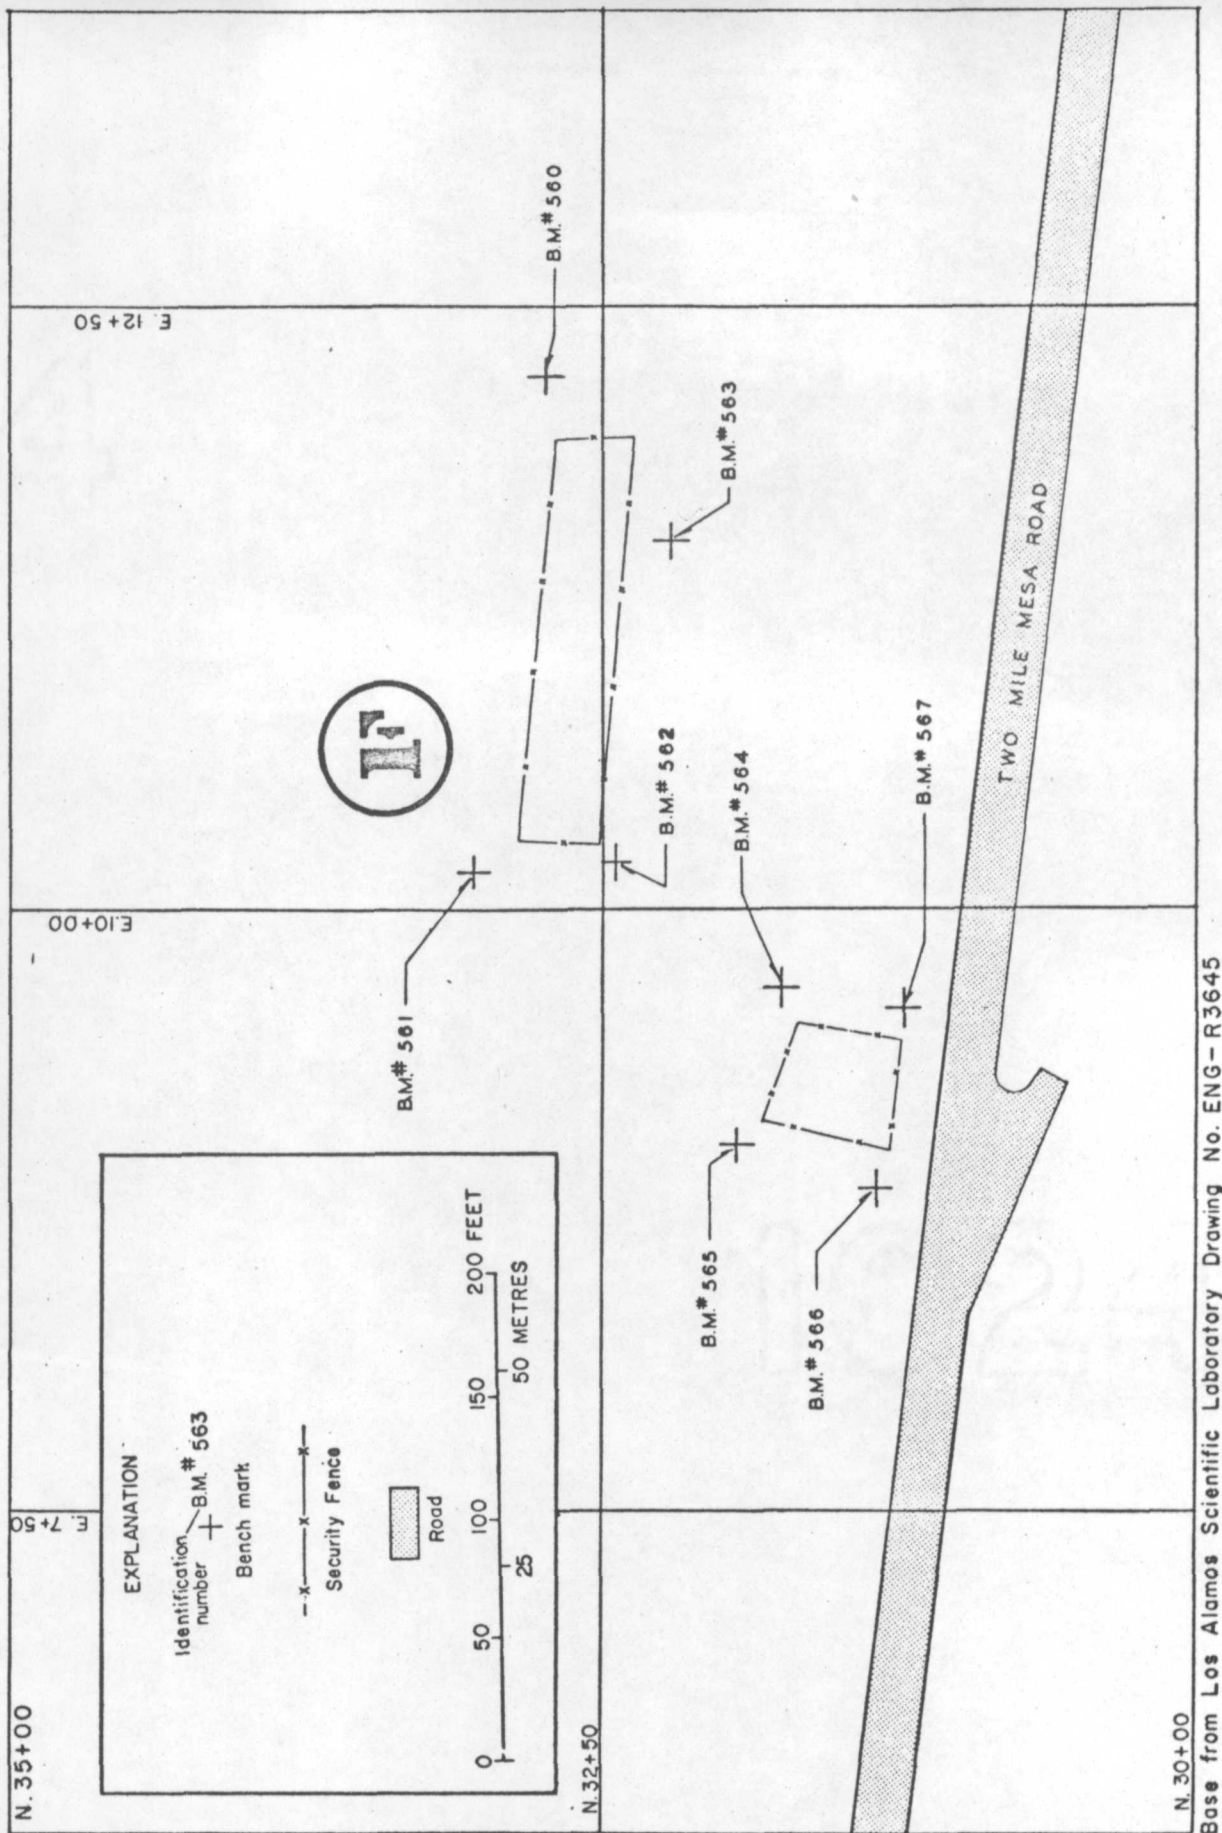 N. 35+00
E. 7+50
E.10+00
E. 12+50
EXPLANATION
Identification
number
B.M.# 563
Bench mark
Security Fence
Road
0 50 100 150 200 FEET
25 50 METRES
F
B.M.# 561
B.M.# 560
N. 32+50
B.M.# 562
B.M.# 563
B.M.# 565
B.M.# 564
B.M.# 566
B.M.# 567
TWO MILE MESA ROAD
N. 30+00
Base from Los Alamos Scientific Laboratory Drawing No. ENG-R3645